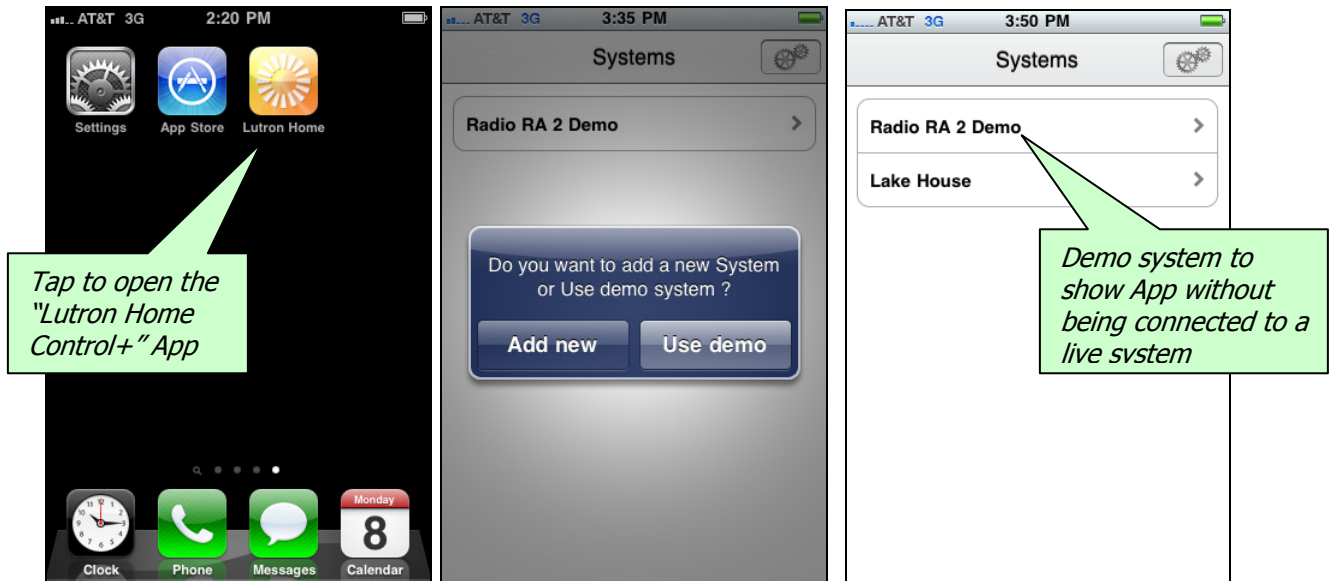 AT&T 3G 2:20 PM
Settings App Store Lutron Home
Tap to open the
“Lutron Home
Control+” App
Clock Phone Messages Monday 8 Calendar
AT&T 3G 3:35 PM
Systems
Radio RA 2 Demo
Do you want to add a new System
or Use demo system ?
Add new Use demo
AT&T 3G 3:50 PM
Systems
Radio RA 2 Demo
Lake House
Demo system to
show App without
being connected to a
live system